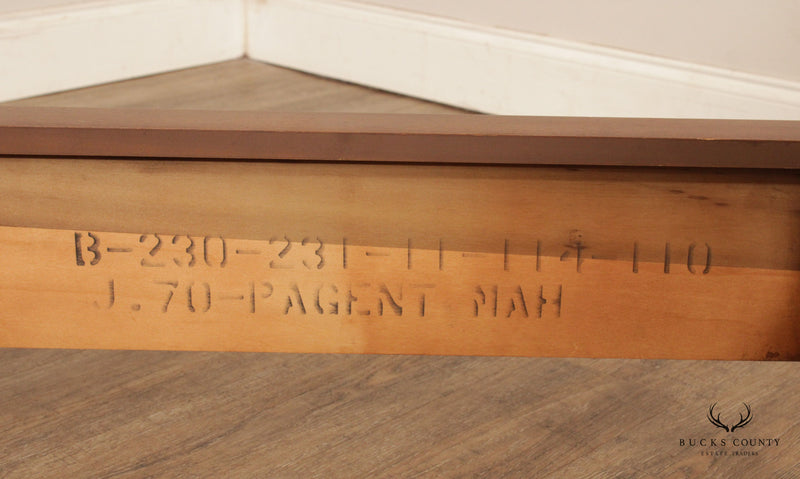 B-230-231-11-114-110
J.70-PAGENT MAH
BUCKS COUNTY
ESTATE TRADERS